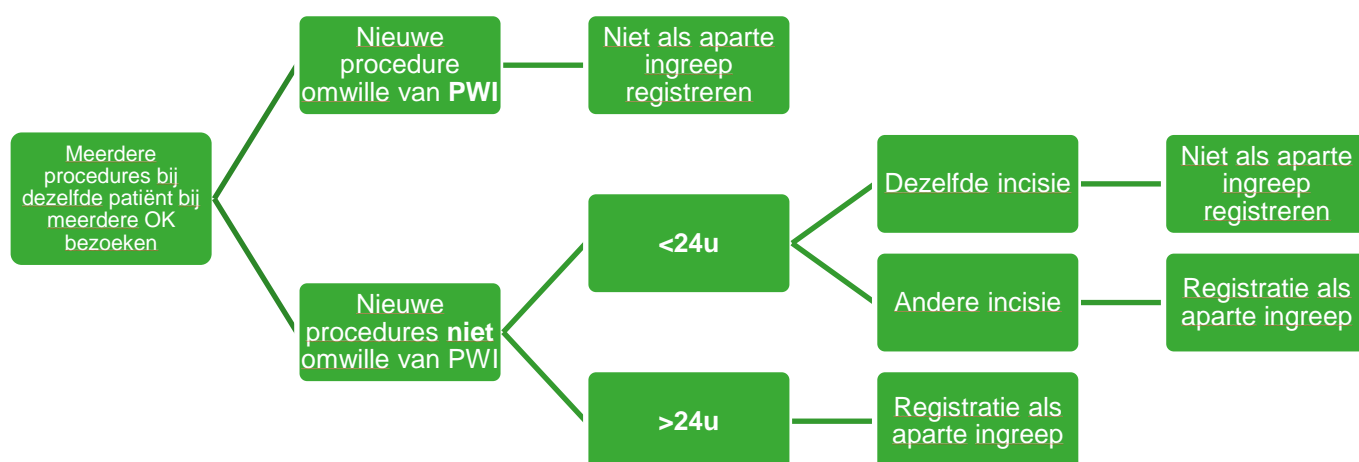 Meerdere
procedures bij
dezelfde patiënt bij
meerdere OK
bezoeken
Nieuwe
procedure
omwille van PWI
Niet als aparte
ingreep
registreren
Nieuwe
procedures niet
omwille van PWI
<24u
Dezelfde incisie
Niet als aparte
ingreep
registreren
Andere incisie
Registratie als
aparte ingreep
>24u
Registratie als
aparte ingreep